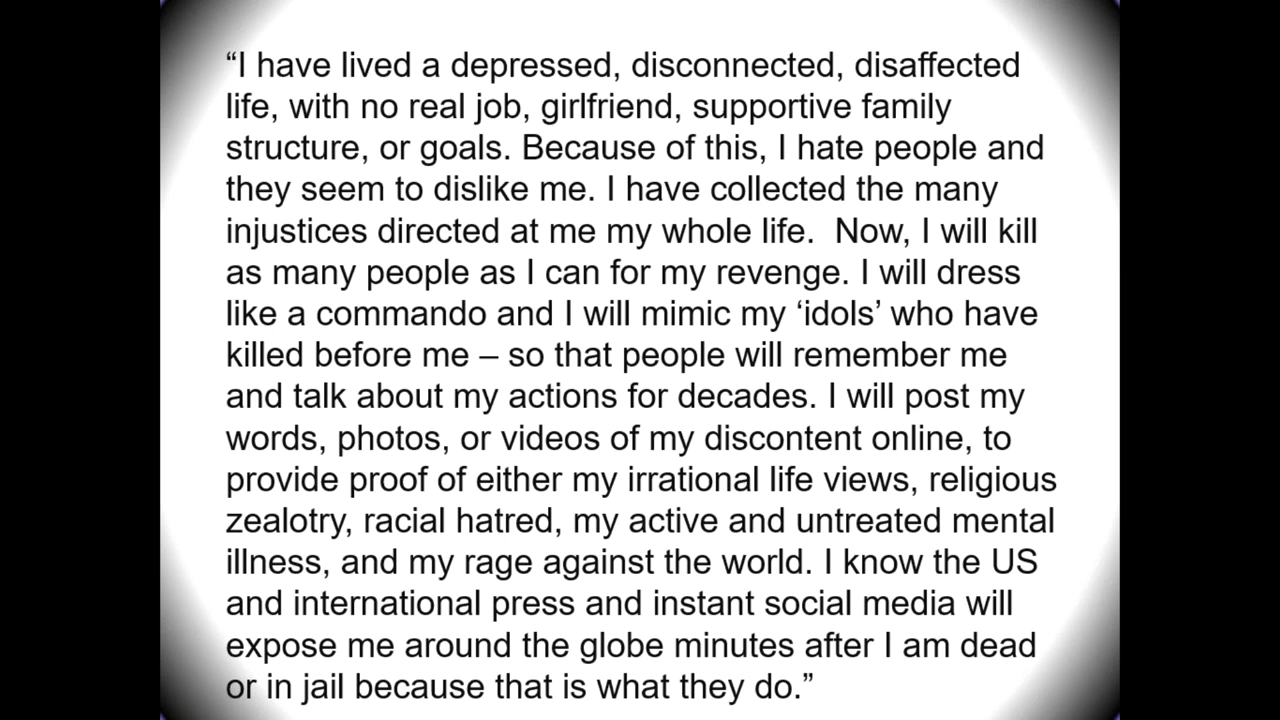 “I have lived a depressed, disconnected, disaffected
life, with no real job, girlfriend, supportive family
structure, or goals. Because of this, I hate people and
they seem to dislike me. I have collected the many
injustices directed at me my whole life.  Now, I will kill
as many people as I can for my revenge. I will dress
like a commando and I will mimic my ‘idols’ who have
killed before me – so that people will remember me
and talk about my actions for decades. I will post my
words, photos, or videos of my discontent online, to
provide proof of either my irrational life views, religious
zealotry, racial hatred, my active and untreated mental
illness, and my rage against the world. I know the US
and international press and instant social media will
expose me around the globe minutes after I am dead
or in jail because that is what they do.”